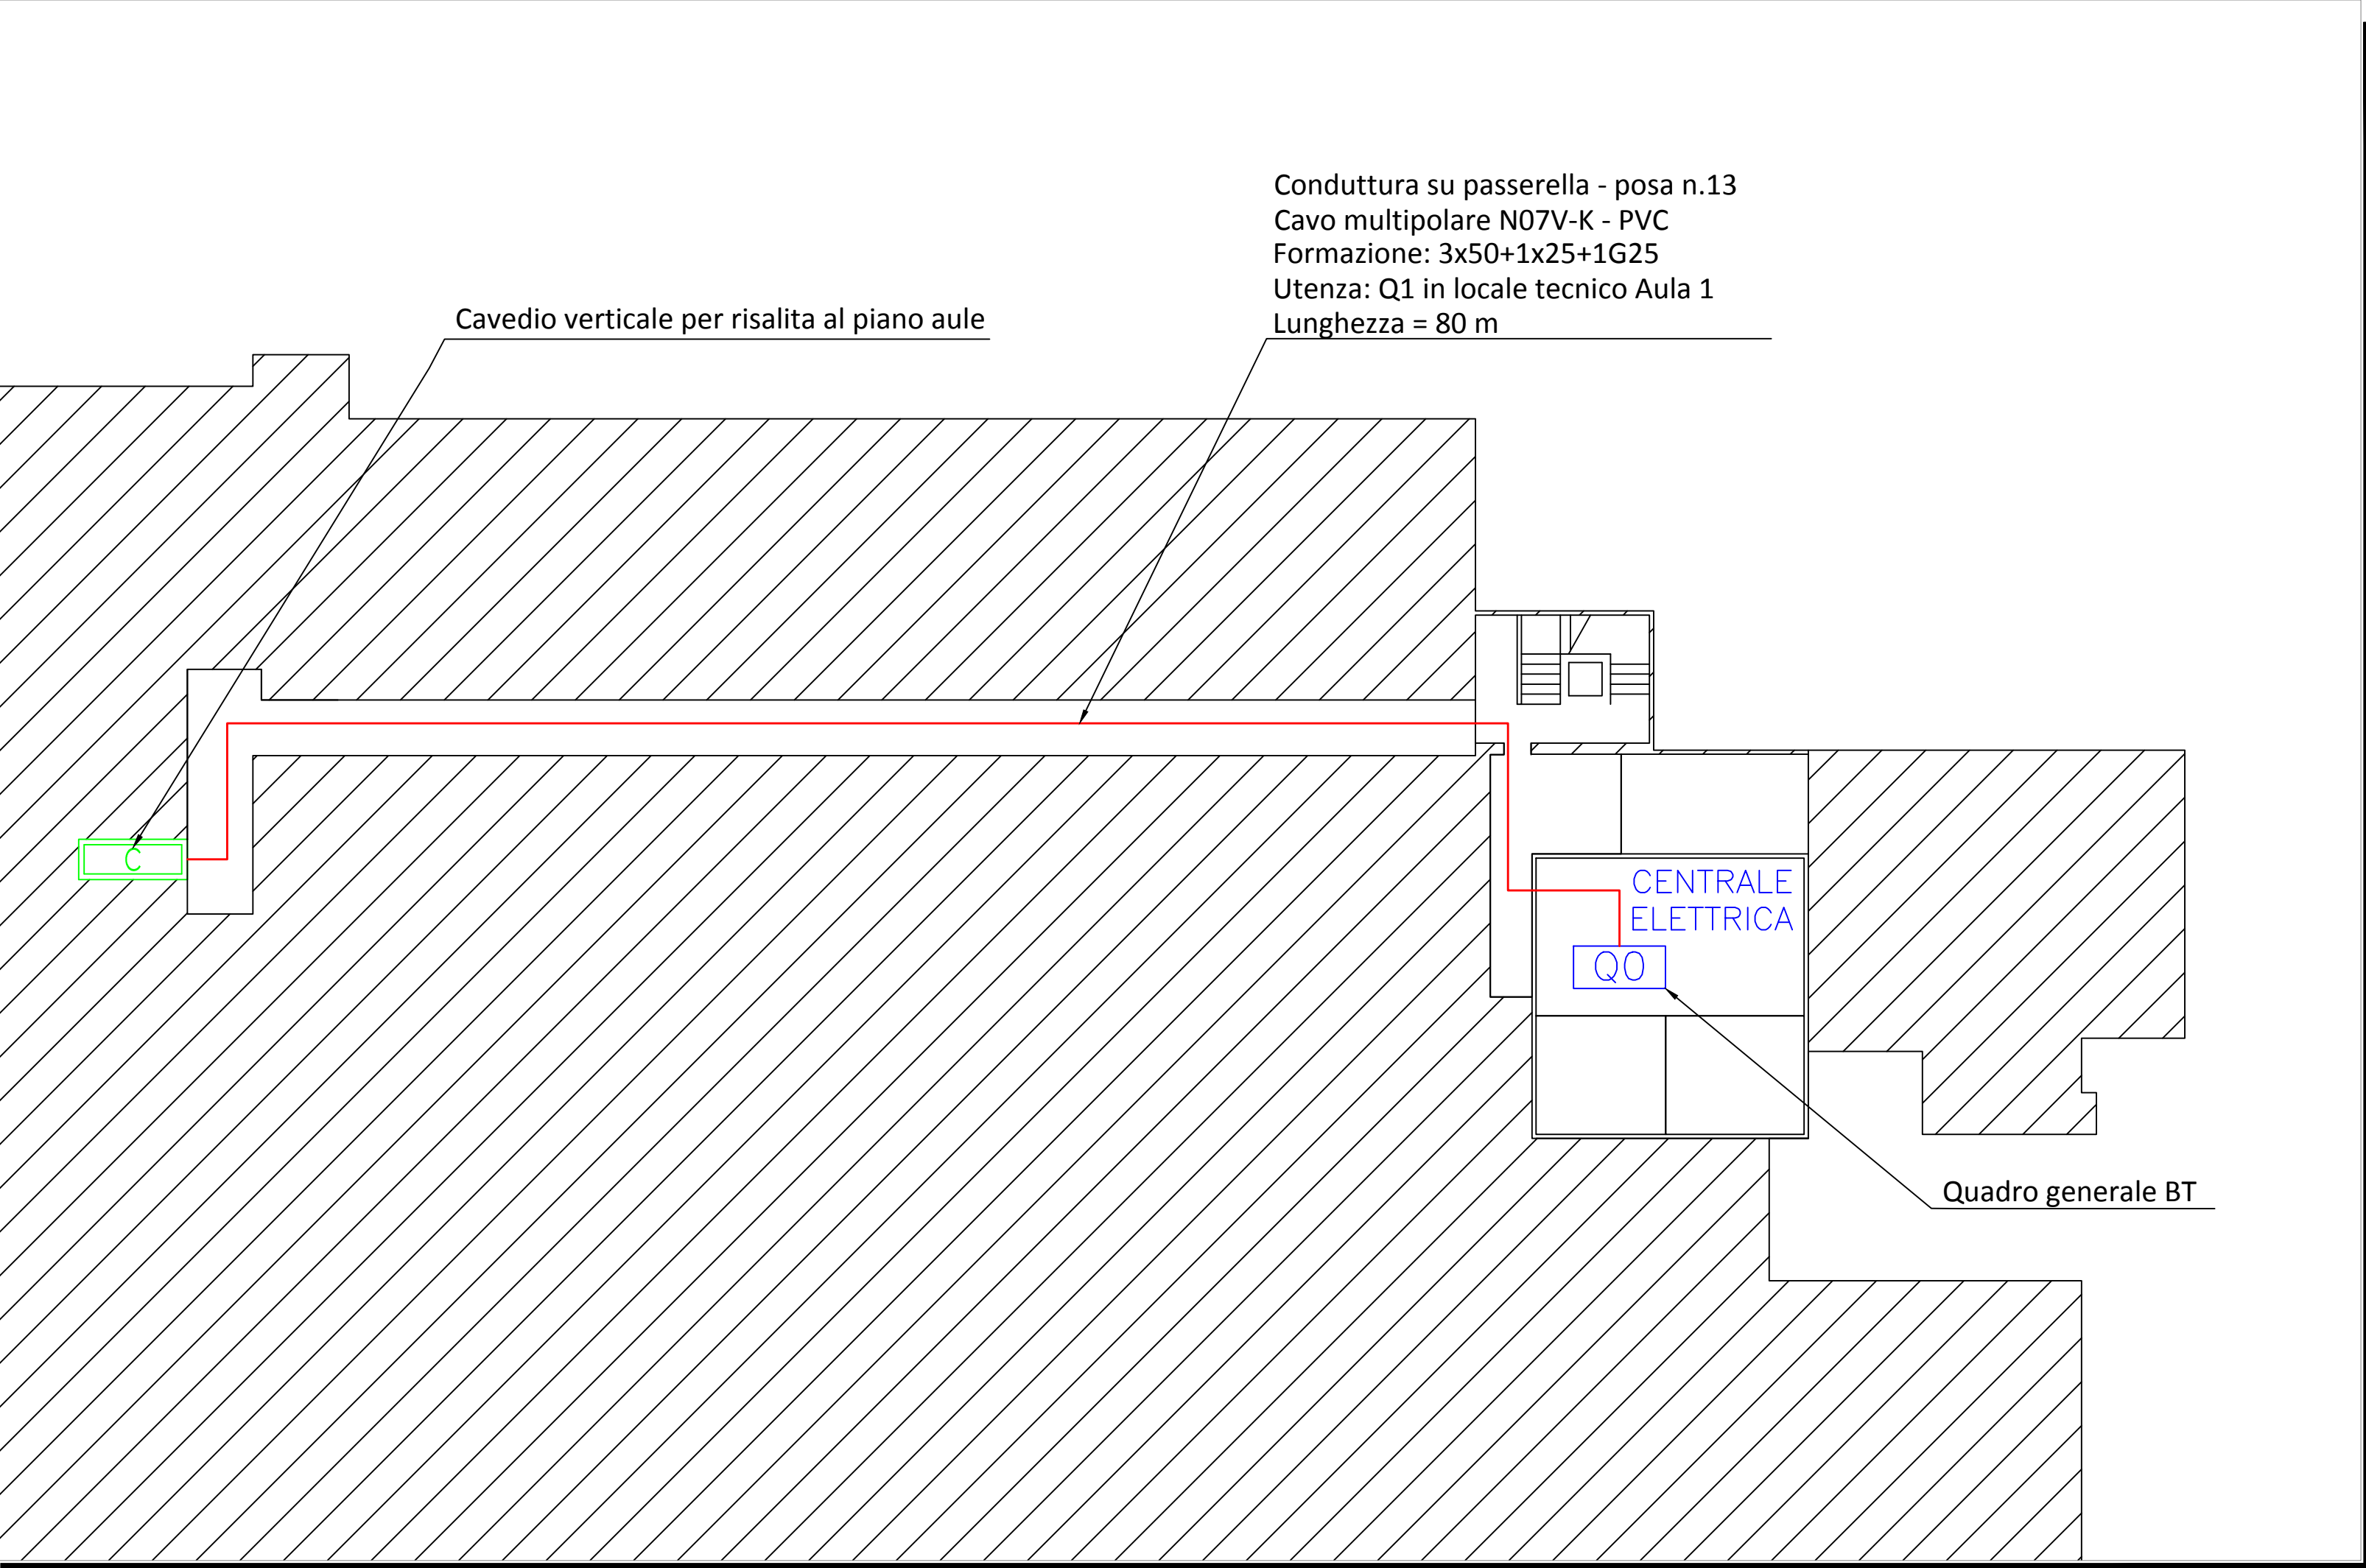 Conduttura su passerella - posa n.13
Cavo multipolare N07V-K - PVC
Formazione: 3x50+1x25+1G25
Utenza: Q1 in locale tecnico Aula 1
Lunghezza = 80 m
Cavedio verticale per risalita al piano aule
C
CENTRALE
ELETTRICA
Q0
Quadro generale BT